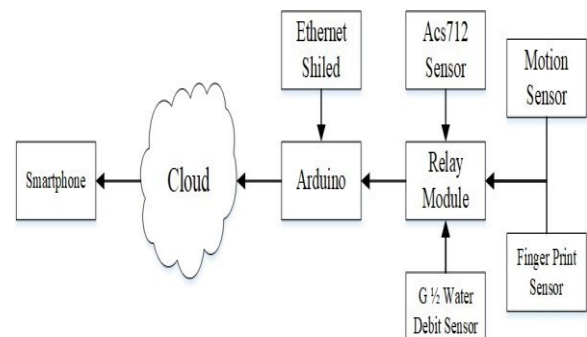 Ethernet
Shiled
Acs712
Sensor
Motion
Sensor
Smartphone
Cloud
Arduino
Relay
Module
G ½ Water
Debit Sensor
Finger Print
Sensor